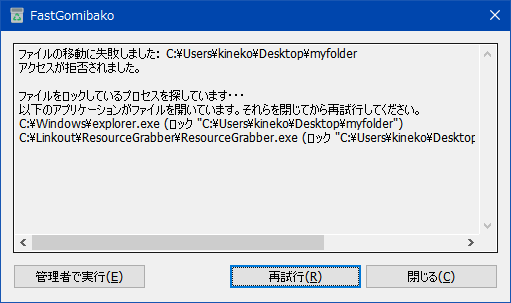 FastGomibako
ファイルの移動に失敗しました: C:¥Users¥kineko¥Desktop¥myfolder
アクセスが拒否されました。
ファイルをロックしているプロセスを探しています・・・
以下のアプリケーションがファイルを開いています。それらを閉じてから再試行してください。
C:¥Windows¥explorer.exe (ロック "C:¥Users¥kineko¥Desktop¥myfolder")
C:¥Linkout¥ResourceGrabber¥ResourceGrabber.exe (ロック "C:¥Users¥kineko¥Desktop
管理者で実行(E)
再試行(R)
閉じる(C)